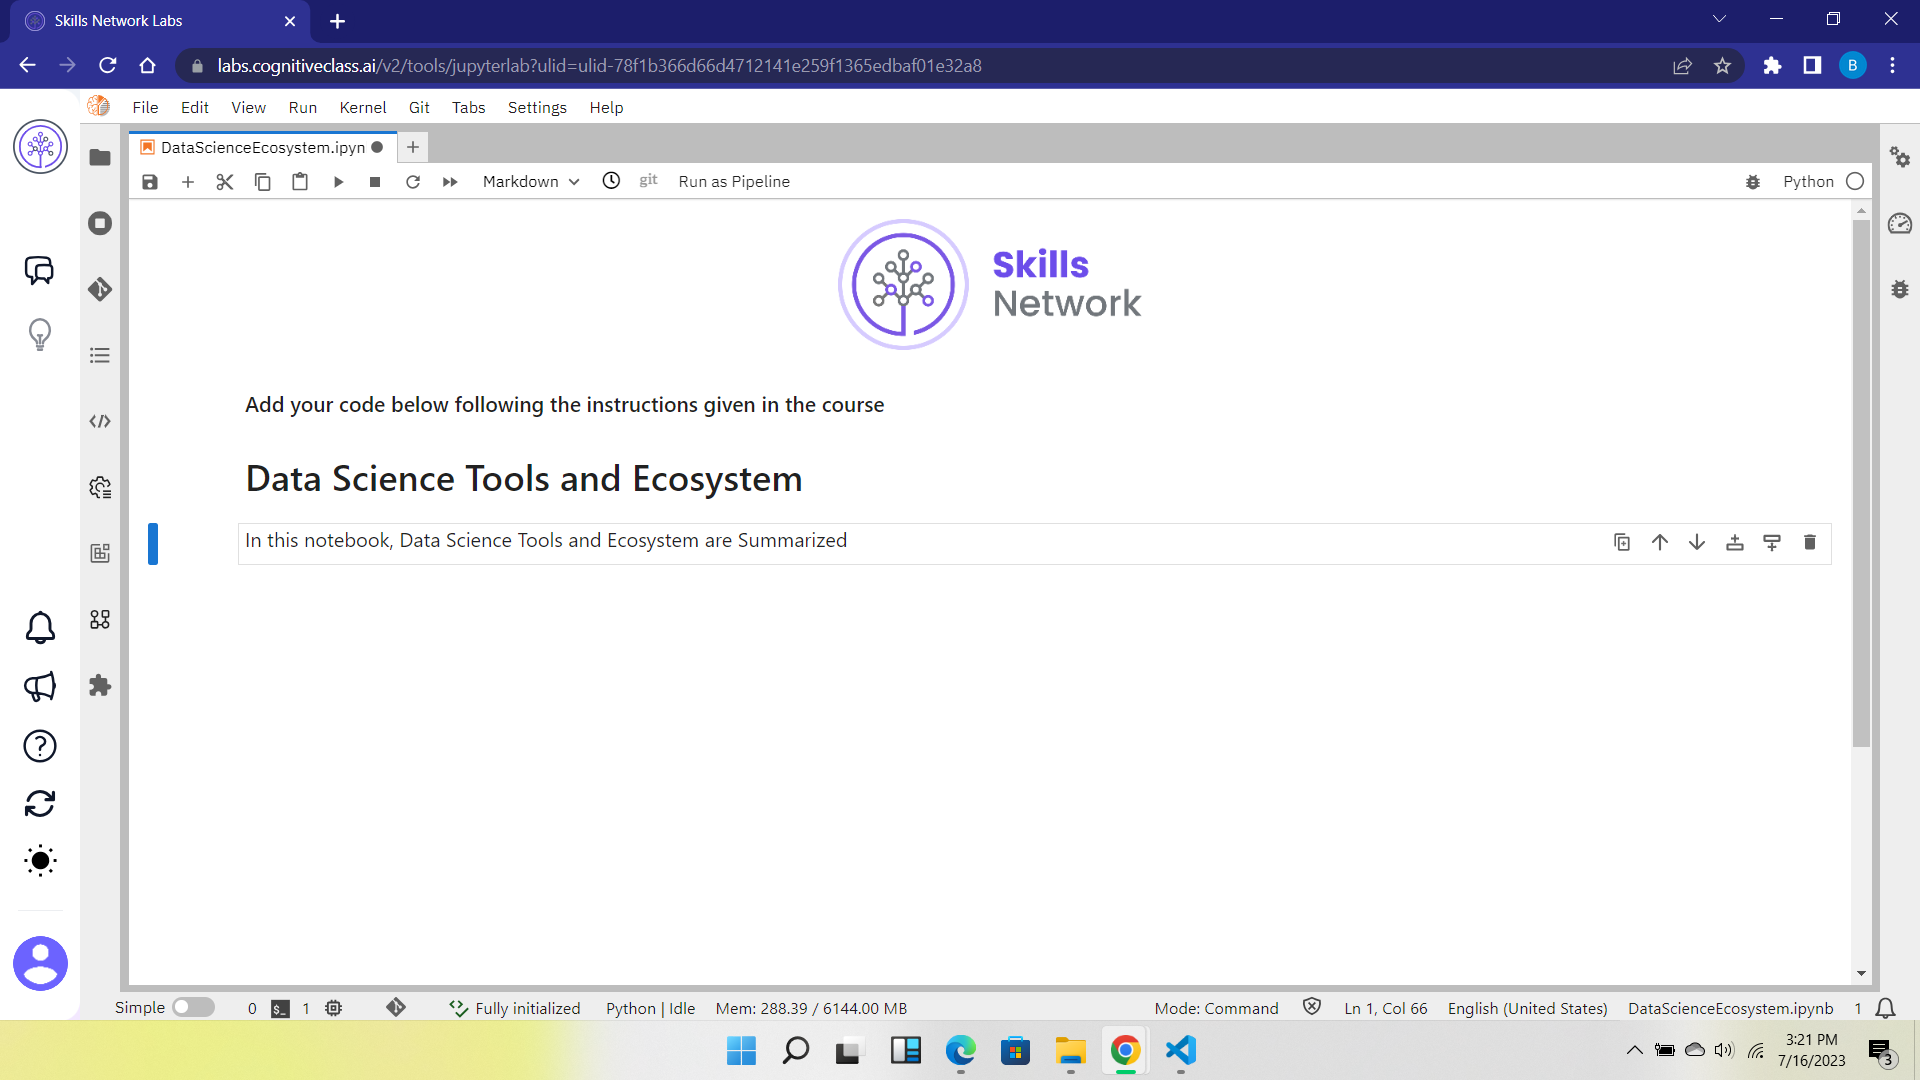 Skills Network Labs
labs.cognitiveclass.ai/v2/tools/jupyterlab?ulid=ulid-78f1b366d66d4712141e259f1365edbaf01e32a8
B
File Edit View Run Kernel Git Tabs Settings Help
DataScienceEcosystem.ipyn
Markdown git Run as Pipeline Python
Skills
Network
Add your code below following the instructions given in the course
Data Science Tools and Ecosystem
In this notebook, Data Science Tools and Ecosystem are Summarized
Simple 0 $_ 1 Fully initialized Python | Idle Mem: 288.39 / 6144.00 MB Mode: Command Ln 1, Col 66 English (United States) DataScienceEcosystem.ipynb 1
3:21 PM
7/16/2023
3